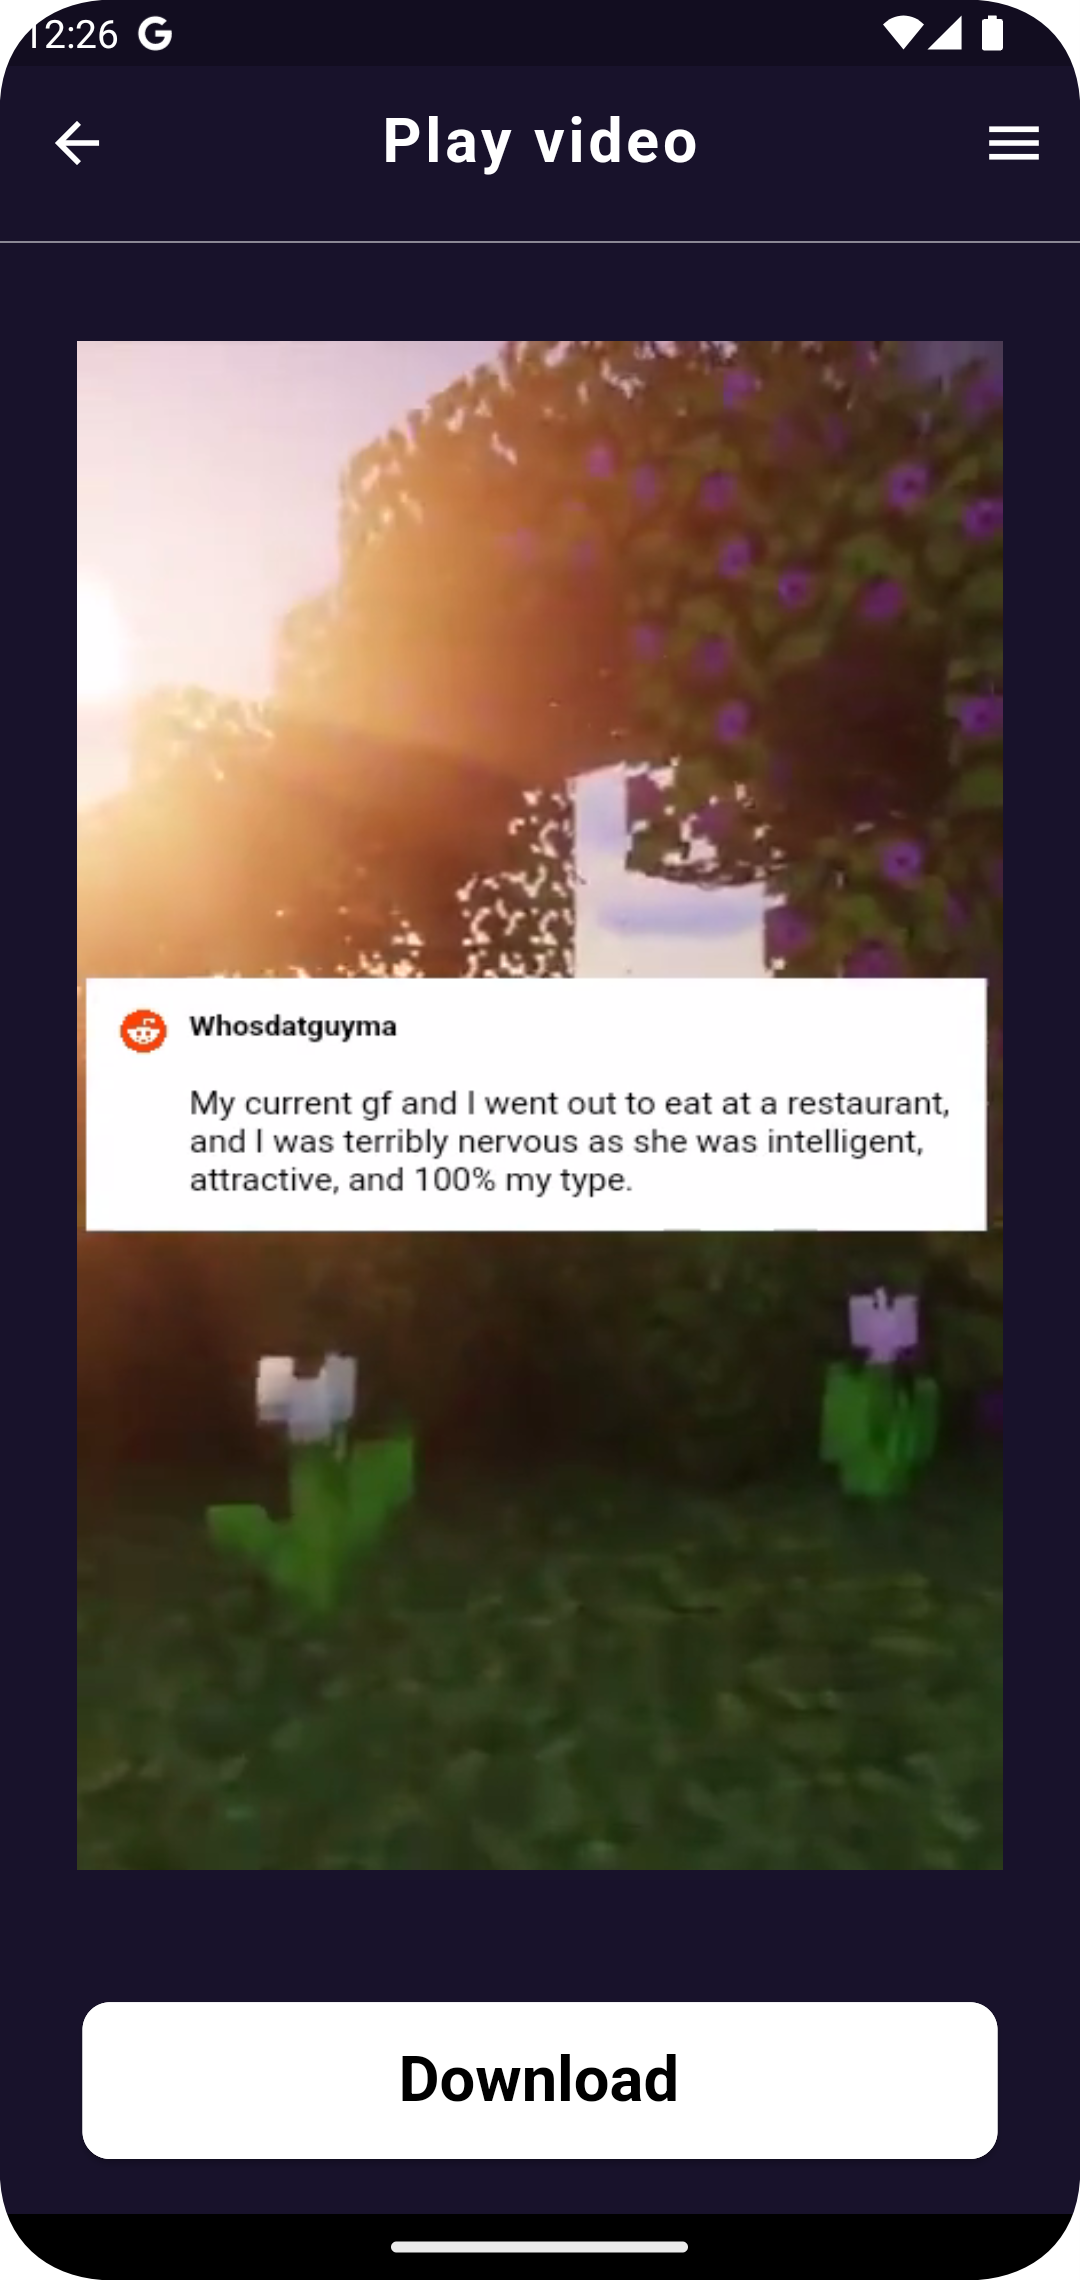 12:26
Play video
Whosdatguyma
My current gf and I went out to eat at a restaurant,
and I was terribly nervous as she was intelligent,
attractive, and 100% my type.
Download